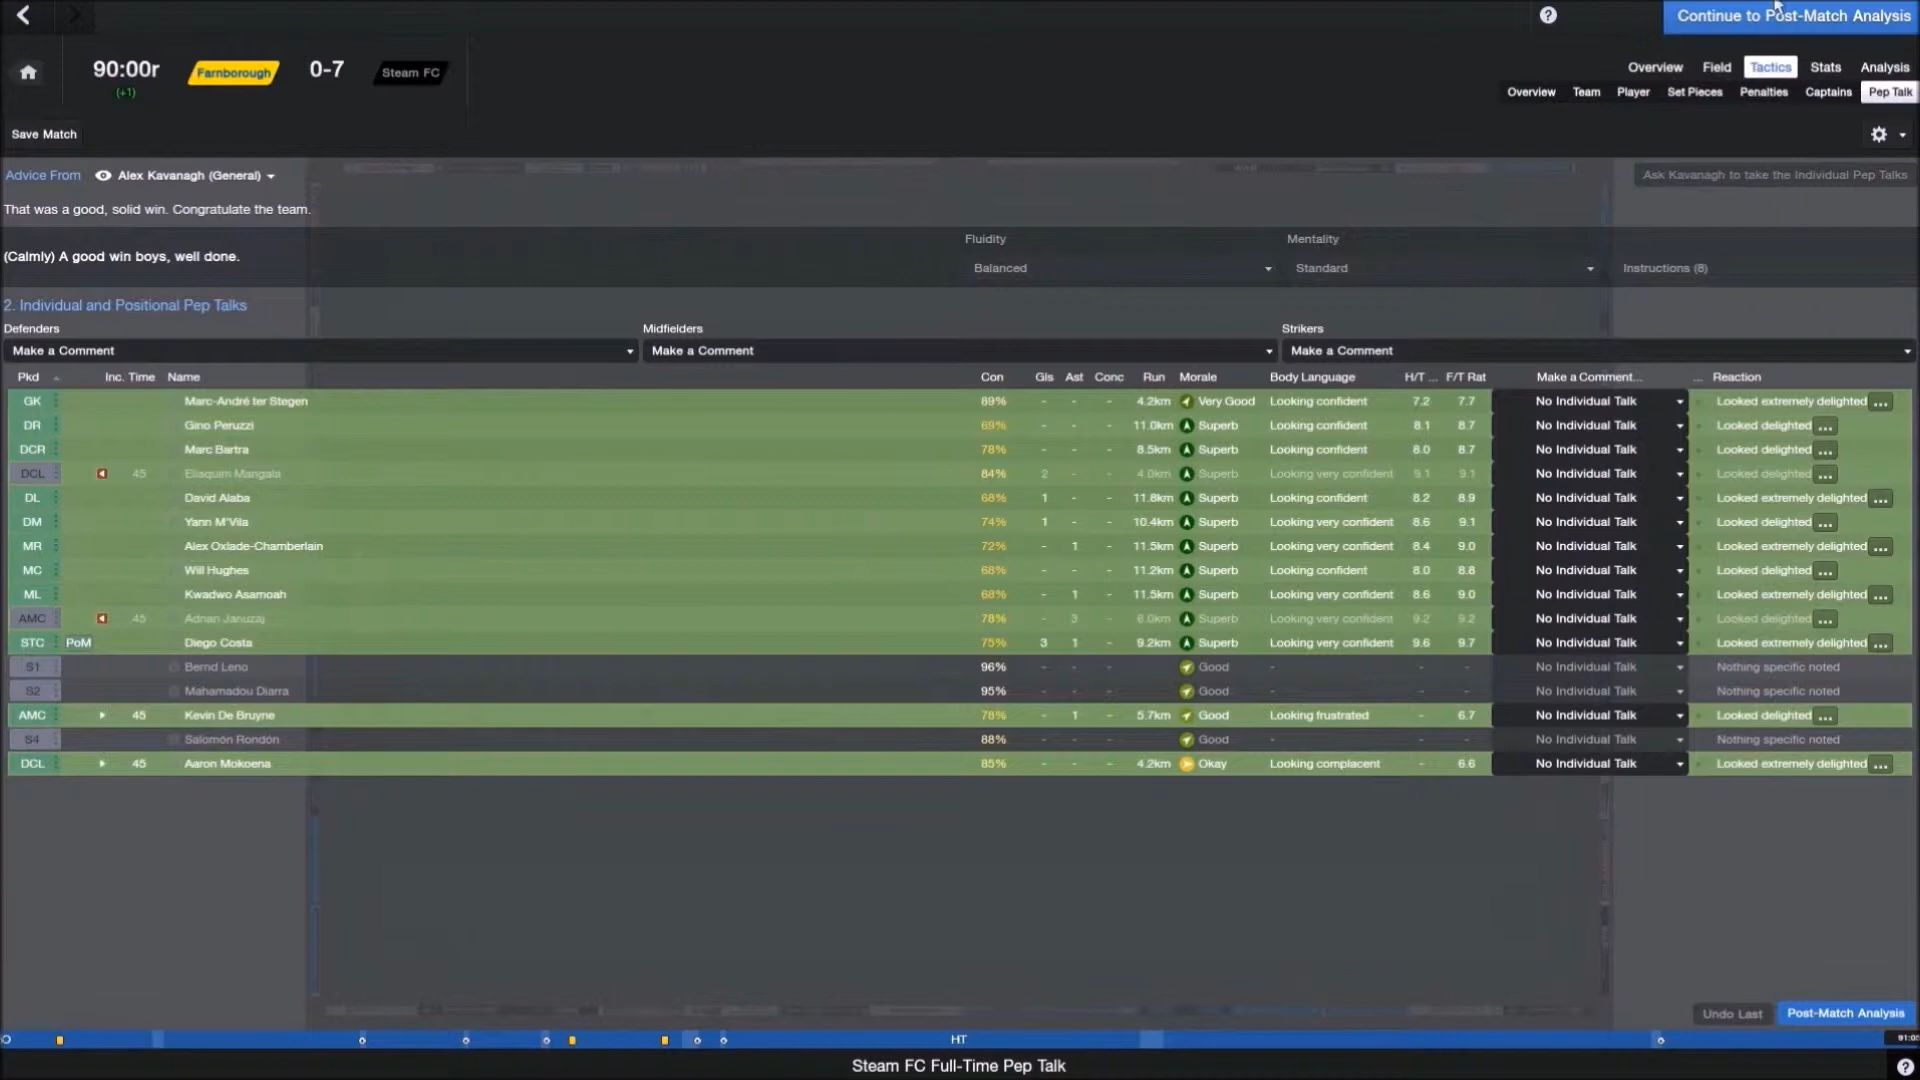 Continue to Post-Match Analysis
90:00r Farnborough 0-7 Steam FC
(+1)
Overview Field Tactics Stats Analysis
Overview Team Player Set Pieces Penalties Captains Pep Talk
Save Match
Advice From Alex Kavanagh (General) Ask Kavanagh to take the Individual Pep Talks
That was a good, solid win. Congratulate the team.
Fluidity Mentality
(Calmly) A good win boys, well done.
Balanced Standard Instructions (8)
2. Individual and Positional Pep Talks
Defenders Midfielders Strikers
Make a Comment Make a Comment Make a Comment
Pkd Inc. Time Name Con Gls Ast Conc Run Morale Body Language H/T ... F/T Rat Make a Comment... ... Reaction
GK Marc-André ter Stegen 89% - - - 4.2km Very Good Looking confident 7.2 7.7 No Individual Talk Looked extremely delighted ...
DR Gino Peruzzi 69% - - - 11.0km Superb Looking confident 8.1 8.7 No Individual Talk Looked delighted ...
DCR Marc Bartra 78% - - - 8.5km Superb Looking confident 8.0 8.7 No Individual Talk Looked delighted ...
DCL 45 Eliaquim Mangala 84% 2 - - 4.0km Superb Looking very confident 9.1 9.1 No Individual Talk Looked delighted ...
DL David Alaba 68% 1 - - 11.8km Superb Looking confident 8.2 8.9 No Individual Talk Looked extremely delighted ...
DM Yann M'Vila 74% 1 - - 10.4km Superb Looking very confident 8.6 9.1 No Individual Talk Looked delighted ...
MR Alex Oxlade-Chamberlain 72% - 1 - 11.5km Superb Looking very confident 8.4 9.0 No Individual Talk Looked extremely delighted ...
MC Will Hughes 68% - - - 11.2km Superb Looking confident 8.0 8.8 No Individual Talk Looked delighted ...
ML Kwadwo Asamoah 68% - 1 - 11.5km Superb Looking very confident 8.6 9.0 No Individual Talk Looked extremely delighted ...
AMC 45 Adnan Januzaj 78% - 3 - 6.0km Superb Looking very confident 9.2 9.2 No Individual Talk Looked delighted ...
STC PoM Diego Costa 75% 3 1 - 9.2km Superb Looking very confident 9.6 9.7 No Individual Talk Looked extremely delighted ...
S1 Bernd Leno 96% - - - Good - - - No Individual Talk Nothing specific noted
S2 Mahamadou Diarra 95% - - - Good - - - No Individual Talk Nothing specific noted
AMC 45 Kevin De Bruyne 78% - 1 - 5.7km Good Looking frustrated - 6.7 No Individual Talk Looked delighted ...
S4 Salomón Rondón 88% - - - Good - - - No Individual Talk Nothing specific noted
DCL 45 Aaron Mokoena 85% - - - 4.2km Okay Looking complacent - 6.6 No Individual Talk Looked extremely delighted ...
Undo Last Post-Match Analysis
HT
Steam FC Full-Time Pep Talk